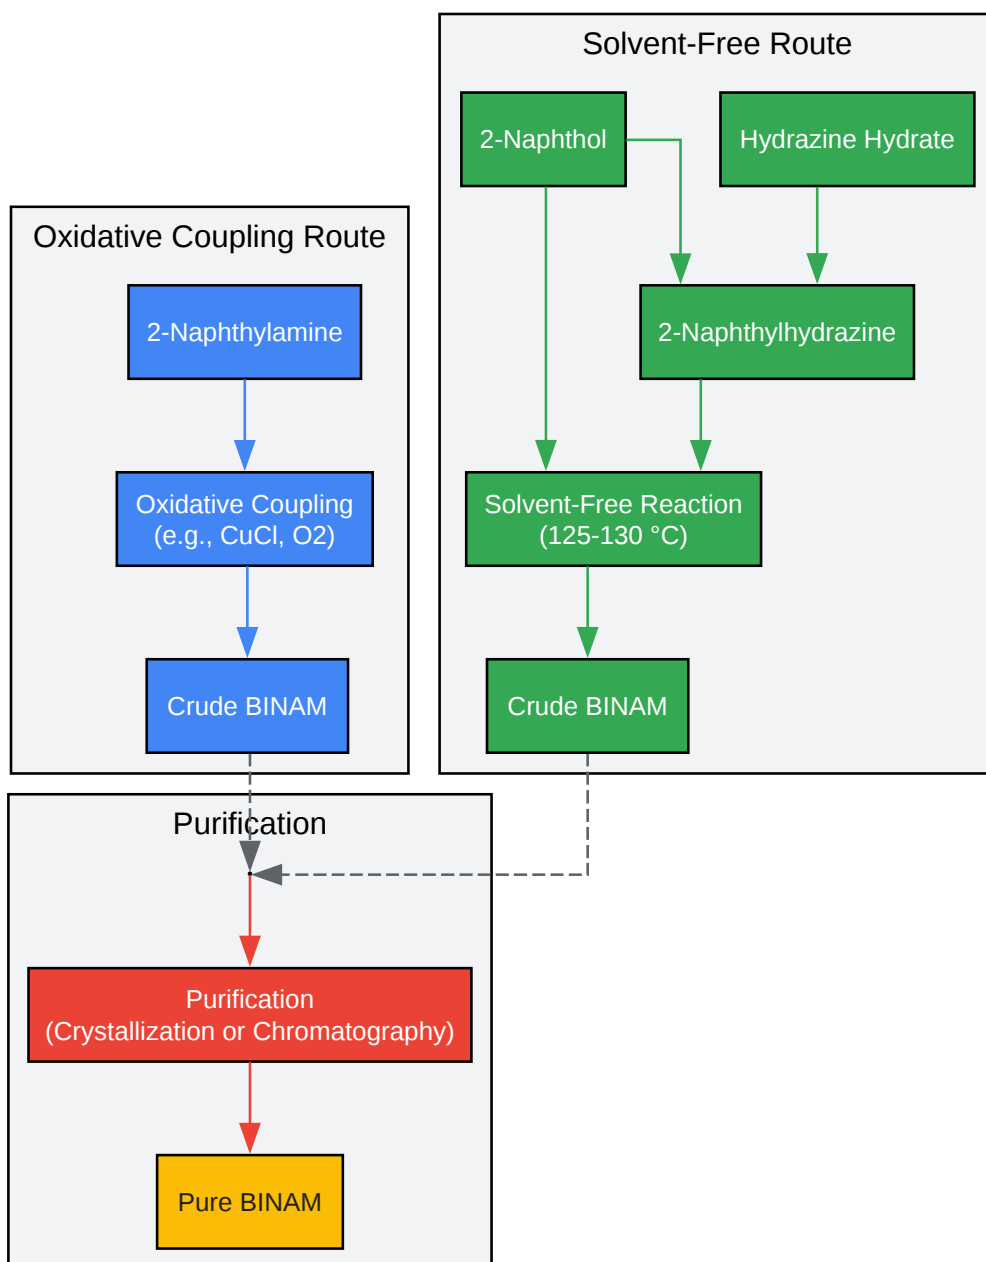 Solvent-Free Route
2-Naphthol
Hydrazine Hydrate
2-Naphthylhydrazine
Solvent-Free Reaction
(125-130 °C)
Crude BINAM
Oxidative Coupling Route
2-Naphthylamine
Oxidative Coupling
(e.g., CuCl, O2)
Crude BINAM
Purification
Purification
(Crystallization or Chromatography)
Pure BINAM